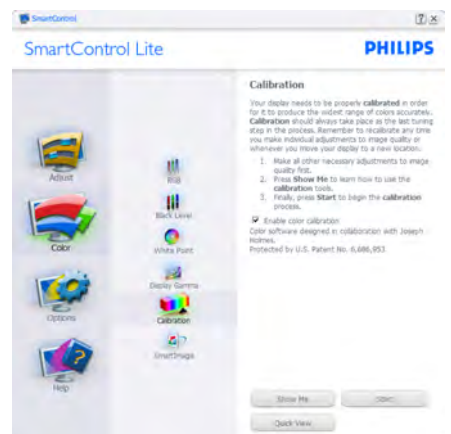 SmartControl
SmartControl Lite
PHILIPS
Adjust
Color
Options
Help
RGB
Black Level
White Point
Display Gamma
Calibration
SmartImage
Calibration
Your display needs to be properly calibrated in order
for it to produce the widest range of colors accurately.
Calibration should always take place as the last tuning
step in the process. Remember to recalibrate any time
you make individual adjustments to image quality or
whenever you move your display to a new location.
1. Make all other necessary adjustments to image
quality first.
2. Press Show Me to learn how to use the
calibration tools.
3. Finally, press Start to begin the calibration
process.
Enable color calibration
Color software designed in collaboration with Joseph
Holmes.
Protected by U.S. Patent No. 6,686,953
Show Me
Start
Quick View